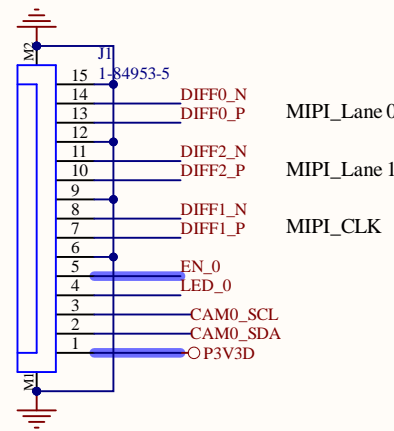 M2
J1
1-84953-5
15
14 DIFF0_N
13 DIFF0_P
MIPI_Lane 0
12
11 DIFF2_N
10 DIFF2_P
MIPI_Lane 1
9
8 DIFF1_N
7 DIFF1_P
MIPI_CLK
6
5 EN_0
4 LED_0
3 CAM0_SCL
2 CAM0_SDA
1 P3V3D
M1